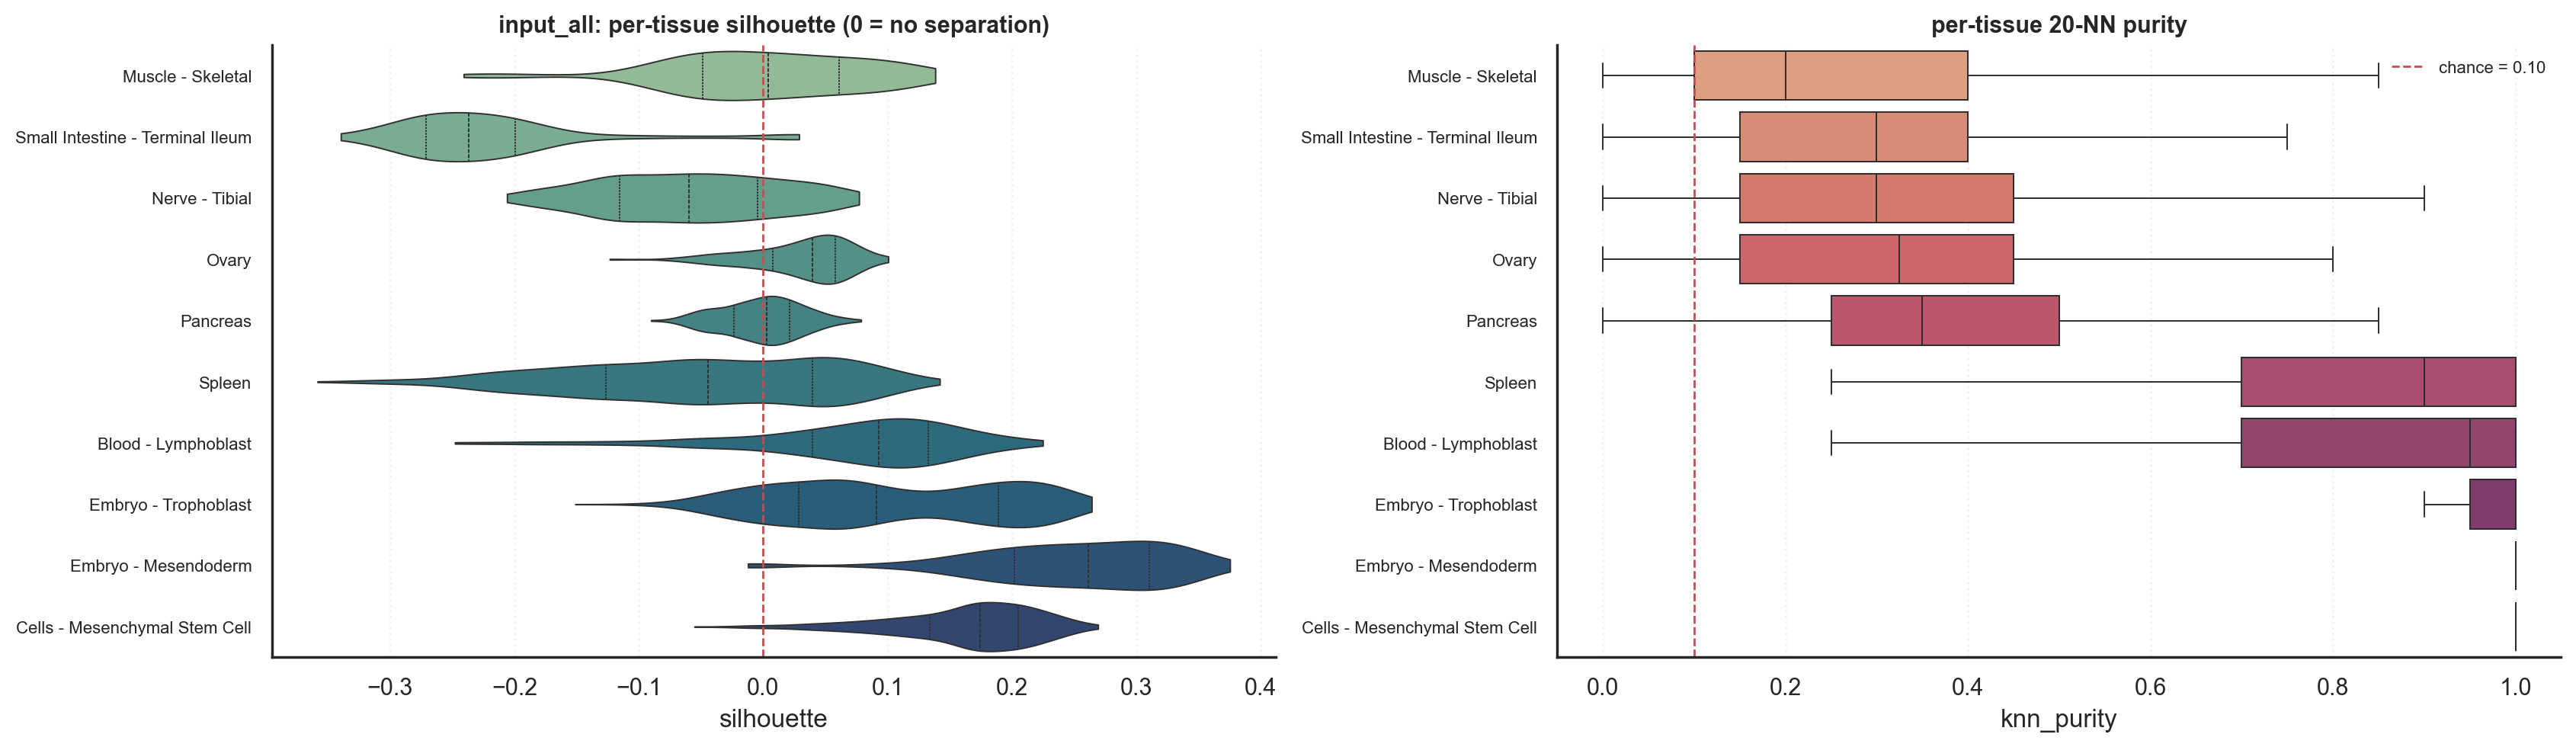 input_all: per-tissue silhouette (0 = no separation)
Muscle - Skeletal
Small Intestine - Terminal Ileum
Nerve - Tibial
Ovary
Pancreas
Spleen
Blood - Lymphoblast
Embryo - Trophoblast
Embryo - Mesendoderm
Cells - Mesenchymal Stem Cell
−0.3 −0.2 −0.1 0.0 0.1 0.2 0.3 0.4
silhouette
per-tissue 20-NN purity
chance = 0.10
Muscle - Skeletal
Small Intestine - Terminal Ileum
Nerve - Tibial
Ovary
Pancreas
Spleen
Blood - Lymphoblast
Embryo - Trophoblast
Embryo - Mesendoderm
Cells - Mesenchymal Stem Cell
0.0 0.2 0.4 0.6 0.8 1.0
knn_purity